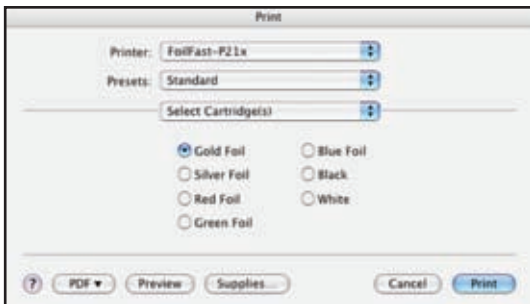 Print
Printer: FoilFast-P21x
Presets: Standard
Select Cartridge(s)
Gold Foil Blue Foil
Silver Foil Black
Red Foil White
Green Foil
? PDF ▼ Preview Supplies... Cancel Print